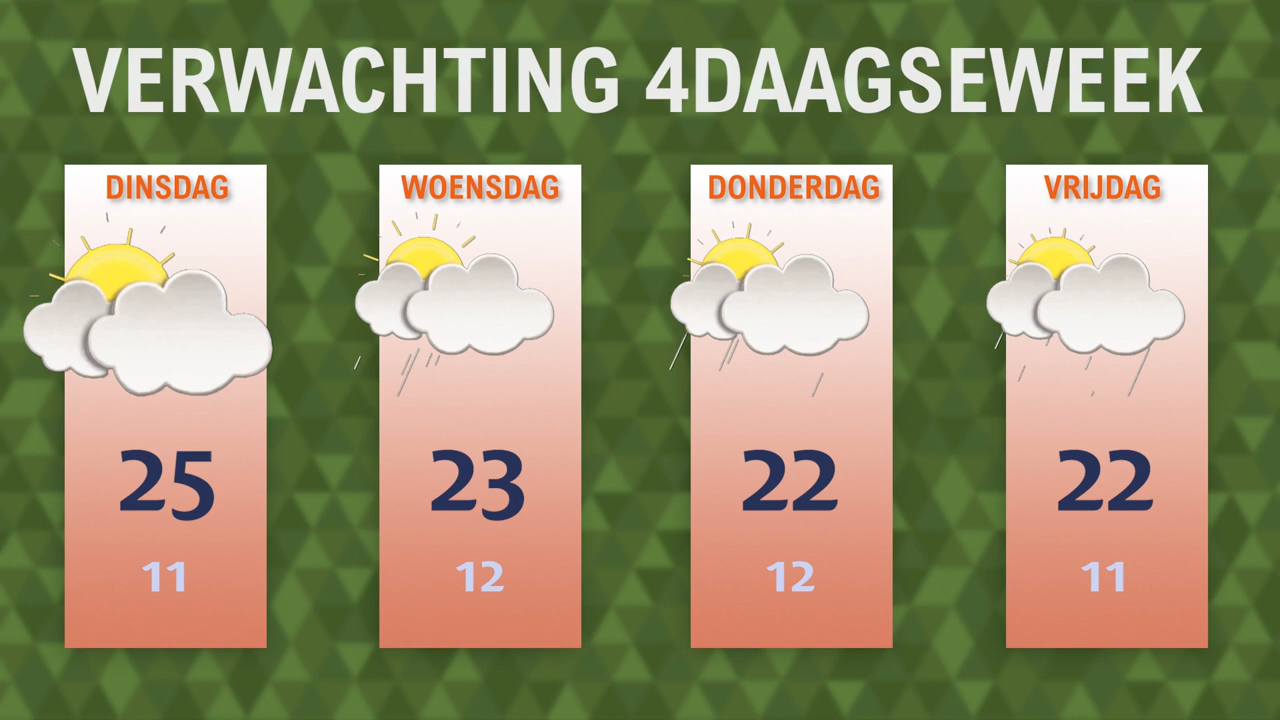 VERWACHTING 4DAAGSEWEEK
DINSDAG
25
11
WOENSDAG
23
12
DONDERDAG
22
12
VRIJDAG
22
11